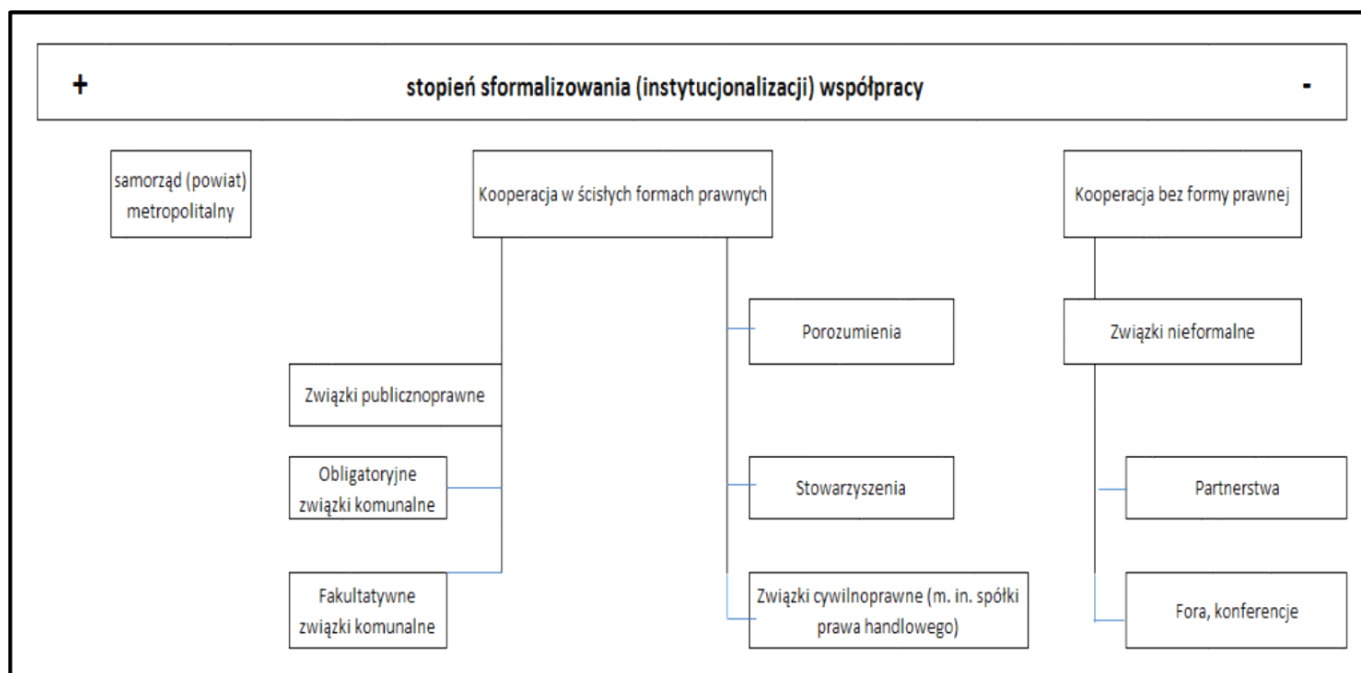 + stopień sformalizowania (instytucjonalizacji) współpracy -
samorząd (powiat)
metropolitalny
Kooperacja w ścisłych formach prawnych
Kooperacja bez formy prawnej
Porozumienia
Związki nieformalne
Związki publicznoprawne
Obligatoryjne
związki komunalne
Stowarzyszenia
Partnerstwa
Fakultatywne
związki komunalne
Związki cywilnoprawne (m. in. spółki
prawa handlowego)
Fora, konferencje